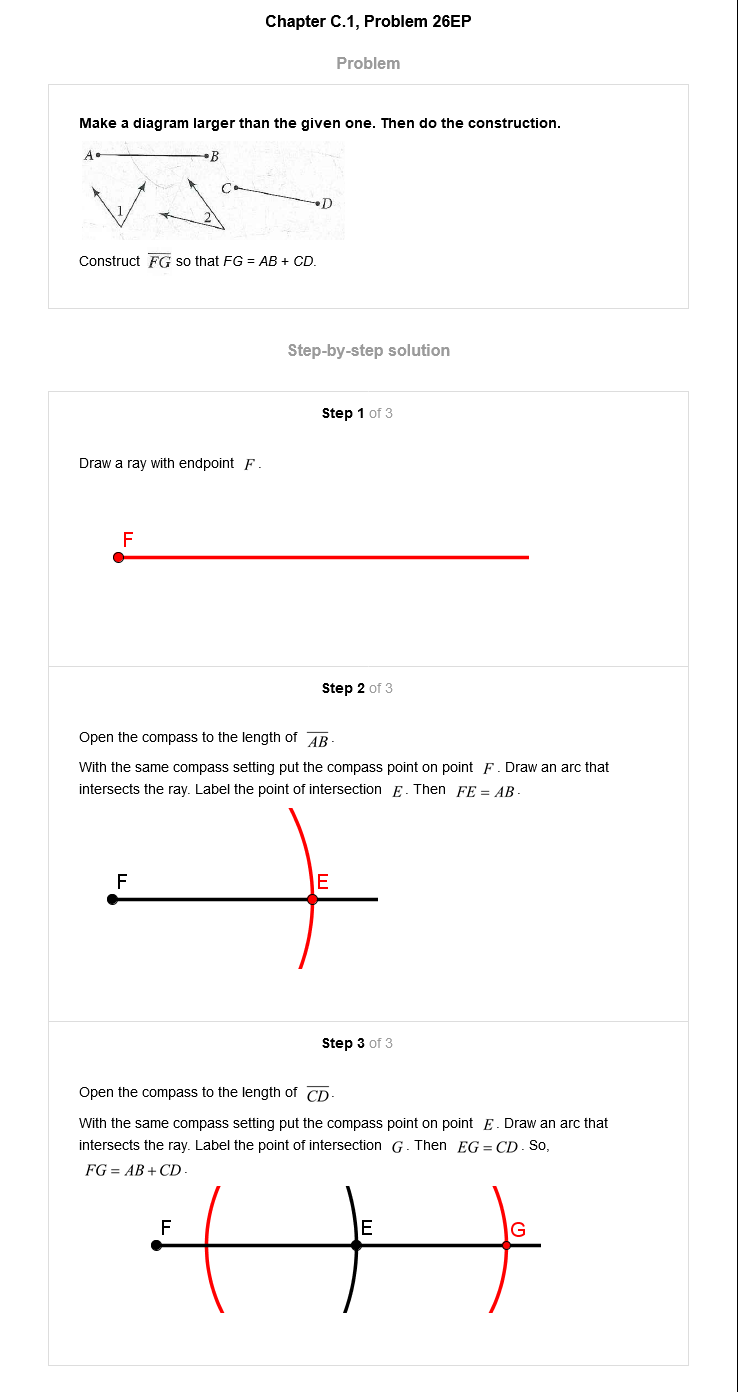 Chapter C.1, Problem 26EP
Problem
Make a diagram larger than the given one. Then do the construction.
A B
C
1 2 D
Construct FG so that FG = AB + CD.
Step-by-step solution
Step 1 of 3
Draw a ray with endpoint F .
F
Step 2 of 3
Open the compass to the length of AB .
With the same compass setting put the compass point on point F . Draw an arc that
intersects the ray. Label the point of intersection E . Then FE = AB .
F E
Step 3 of 3
Open the compass to the length of CD .
With the same compass setting put the compass point on point E . Draw an arc that
intersects the ray. Label the point of intersection G . Then EG = CD . So,
FG = AB + CD .
F E G